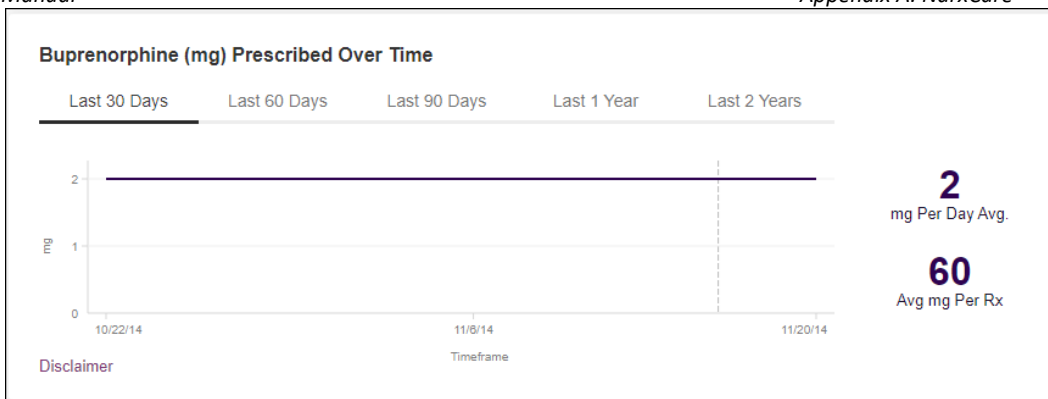 Manual Appendix A: NarxCare
Buprenorphine (mg) Prescribed Over Time
Last 30 Days Last 60 Days Last 90 Days Last 1 Year Last 2 Years
2
1
0
mg
10/22/14 11/6/14 11/20/14
Timeframe
2
mg Per Day Avg.
60
Avg mg Per Rx
Disclaimer